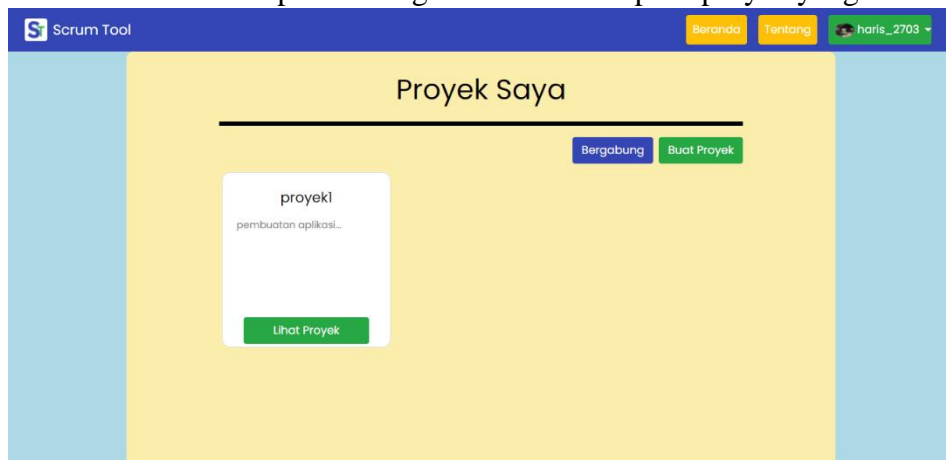 Scrum Tool
Beranda
Tentang
haris_2703
Proyek Saya
Bergabung
Buat Proyek
proyek1
pembuatan aplikasi...
Lihat Proyek